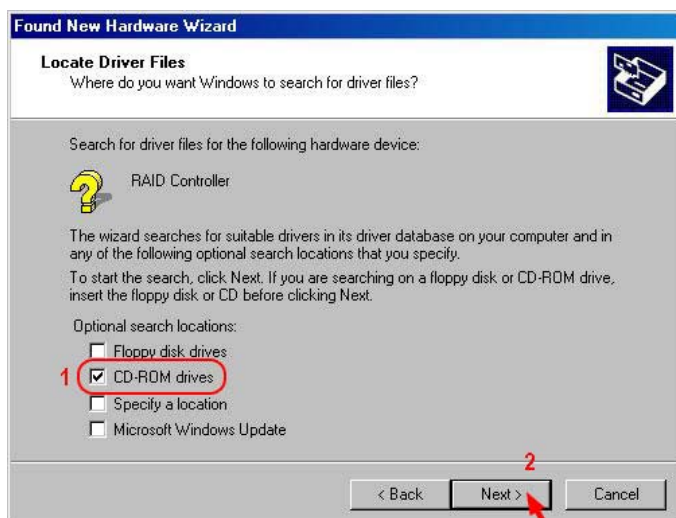 Found New Hardware Wizard
Locate Driver Files
Where do you want Windows to search for driver files?
Search for driver files for the following hardware device:
RAID Controller
The wizard searches for suitable drivers in its driver database on your computer and in
any of the following optional search locations that you specify.
To start the search, click Next. If you are searching on a floppy disk or CD-ROM drive,
insert the floppy disk or CD before clicking Next.
Optional search locations:
Floppy disk drives
1 CD-ROM drives
Specify a location
Microsoft Windows Update
2
< Back Next > Cancel